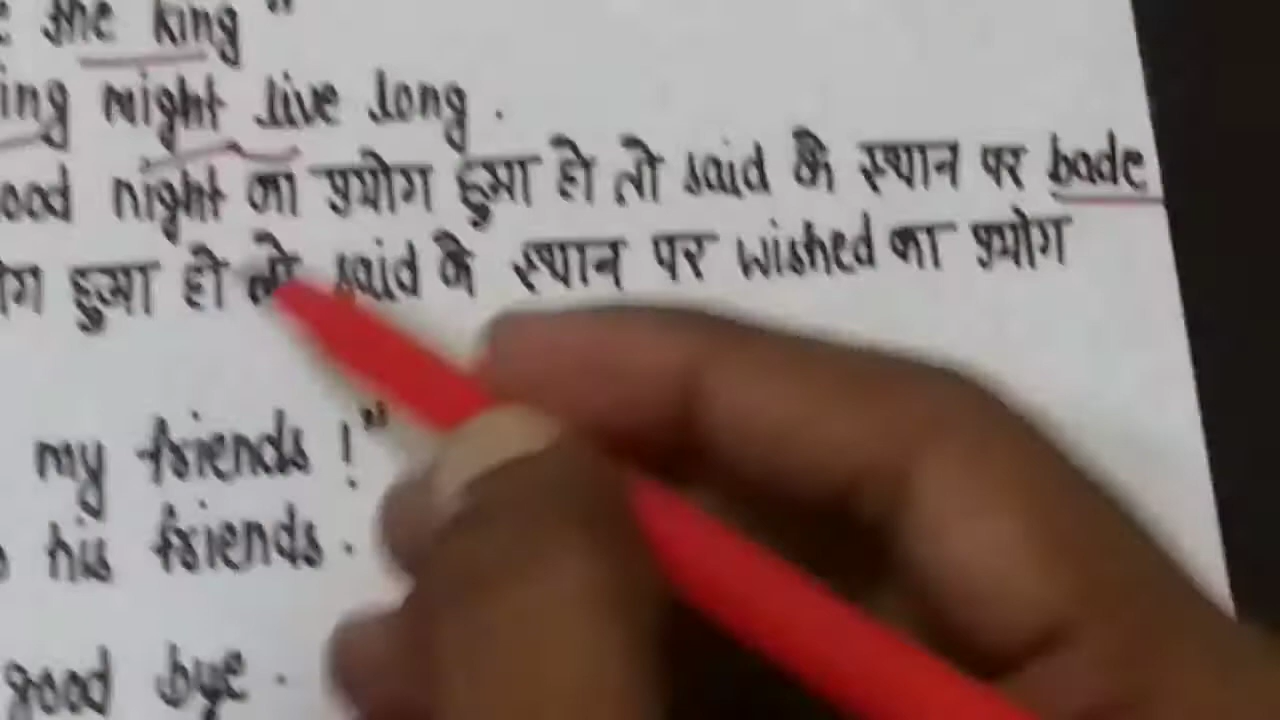 the king"
ing might live long.
ood night का प्रयोग हुआ हो तो said के स्थान पर bade
ोग हुआ हो तो said के स्थान पर wished का प्रयोग
my friends!"
his friends.
good bye.